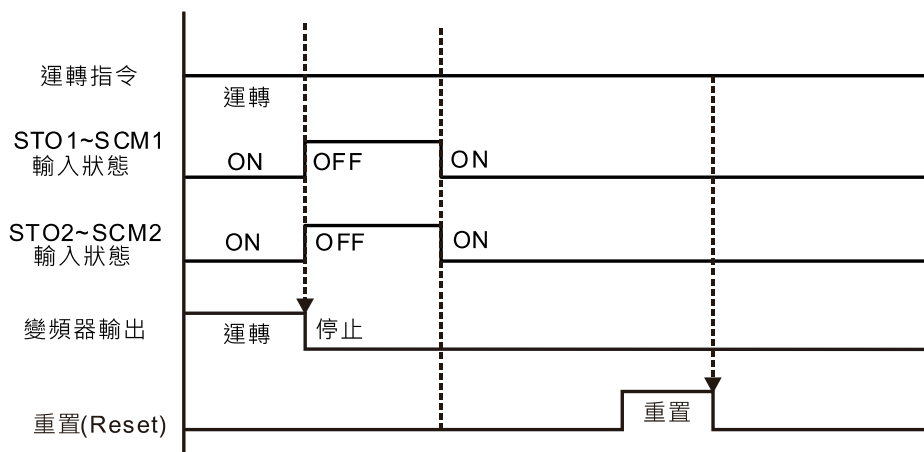 運轉指令
運轉
STO1~SCM1
輸入狀態
ON
OFF
ON
STO2~SCM2
輸入狀態
ON
OFF
ON
變頻器輸出
運轉
停止
重置(Reset)
重置